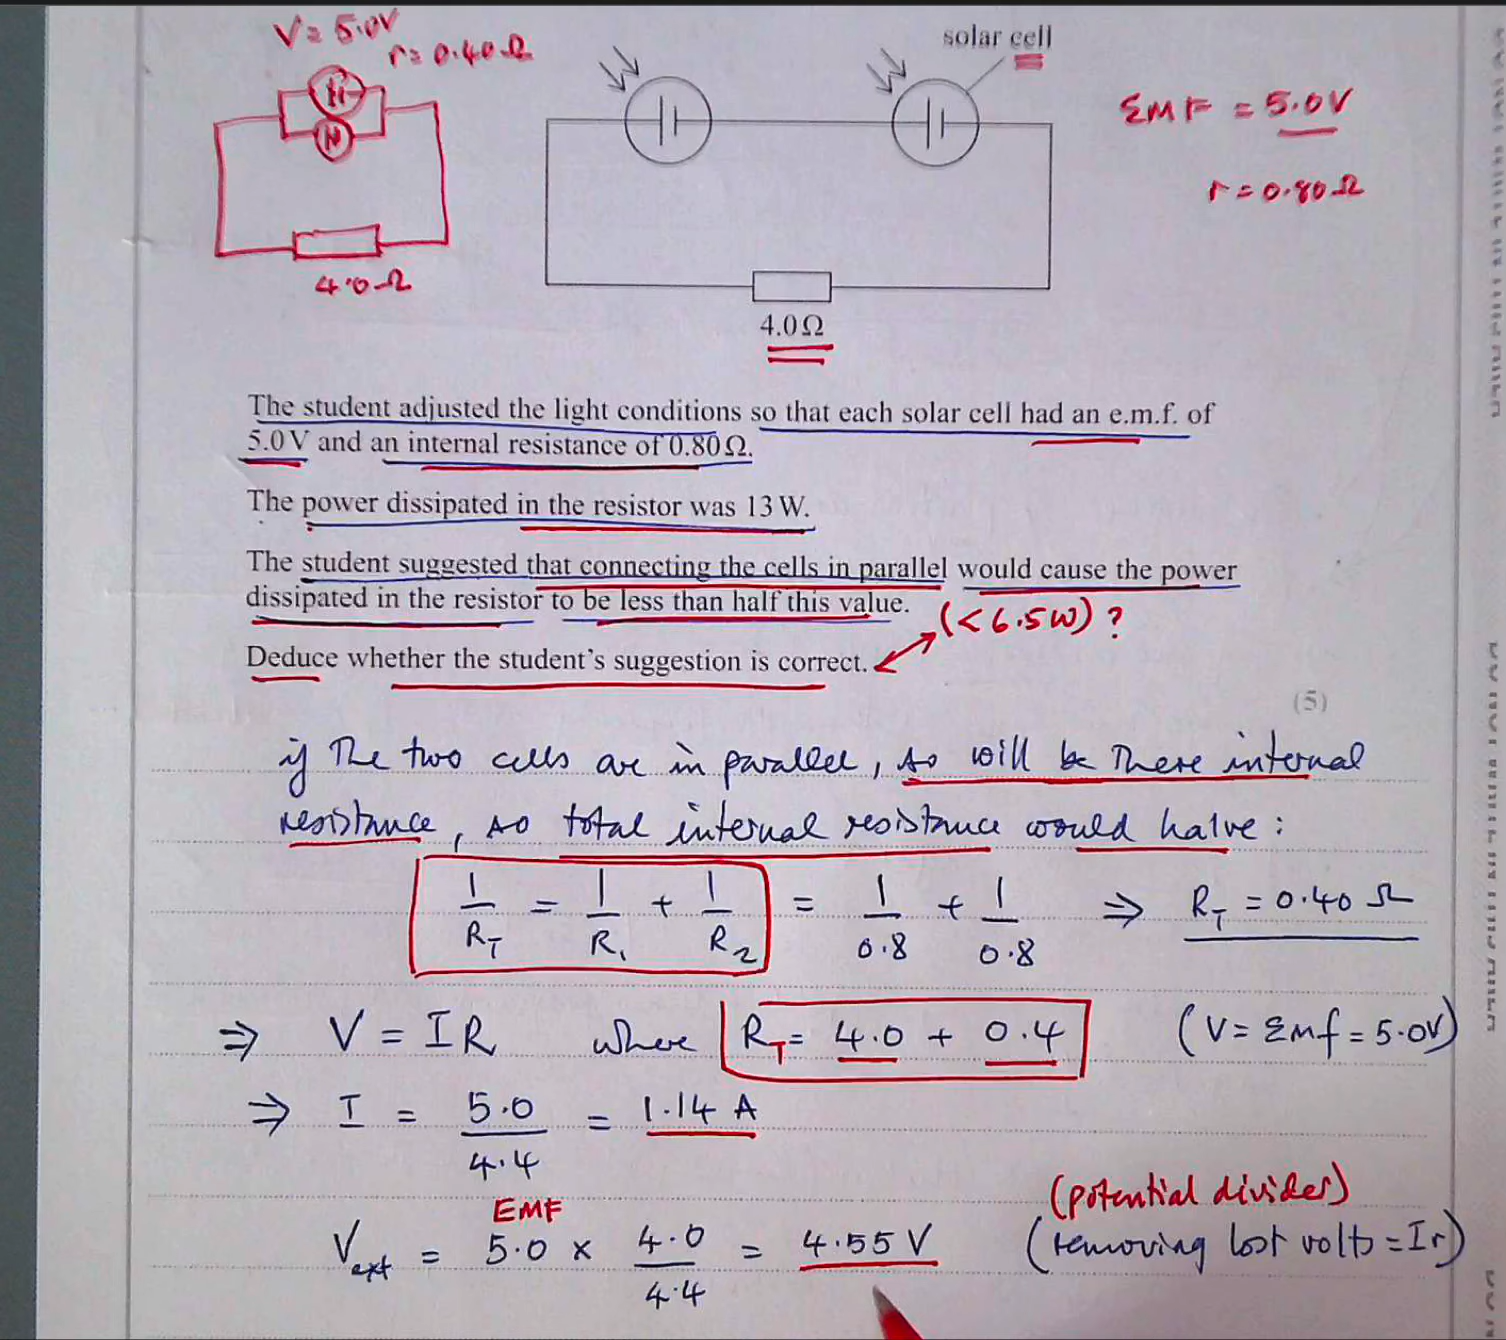 V = 5.0V
r = 0.40 Ω
solar cell
EMF = 5.0V
r = 0.80 Ω
4.0 Ω
4.0 Ω
The student adjusted the light conditions so that each solar cell had an e.m.f. of
5.0 V and an internal resistance of 0.80 Ω.
The power dissipated in the resistor was 13 W.
The student suggested that connecting the cells in parallel would cause the power
dissipated in the resistor to be less than half this value.
(< 6.5 W) ?
Deduce whether the student's suggestion is correct.
(5)
if The two cells are in parallel, so will be There internal
resistance, so total internal resistance would halve :
1/R_T = 1/R_1 + 1/R_2 = 1/0.8 + 1/0.8 ⇒ R_T = 0.40 Ω
⇒ V = IR where R_T = 4.0 + 0.4 (V = Emf = 5.0V)
⇒ I = 5.0/4.4 = 1.14 A
EMF
(potential divider)
V_ext = 5.0 × 4.0/4.4 = 4.55 V (removing lost volts = Ir)